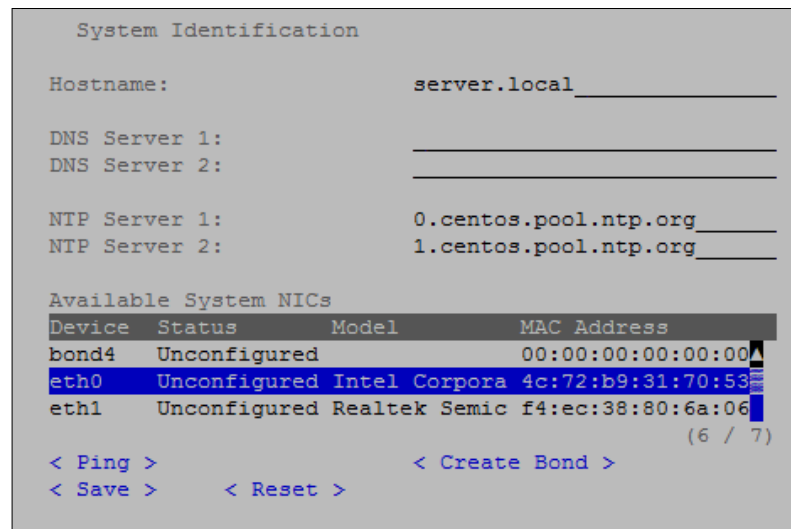 System Identification
Hostname: server.local
DNS Server 1:
DNS Server 2:
NTP Server 1: 0.centos.pool.ntp.org
NTP Server 2: 1.centos.pool.ntp.org
Available System NICs
Device Status Model MAC Address
bond4 Unconfigured 00:00:00:00:00:00
eth0 Unconfigured Intel Corpora 4c:72:b9:31:70:53
eth1 Unconfigured Realtek Semic f4:ec:38:80:6a:06
(6 / 7)
< Ping > < Create Bond >
< Save > < Reset >